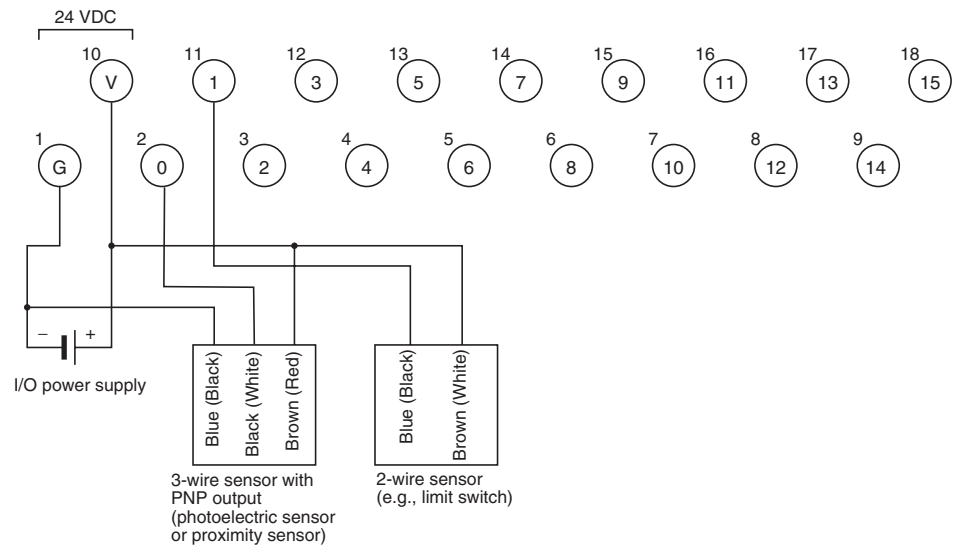 24 VDC
10 11 12 13 14 15 16 17 18
V 1 3 5 7 9 11 13 15
1 2 3 4 5 6 7 8 9
G 0 2 4 6 8 10 12 14
– +
I/O power supply
Blue (Black)
Black (White)
Brown (Red)
Blue (Black)
Brown (White)
3-wire sensor with
PNP output
(photoelectric sensor
or proximity sensor)
2-wire sensor
(e.g., limit switch)